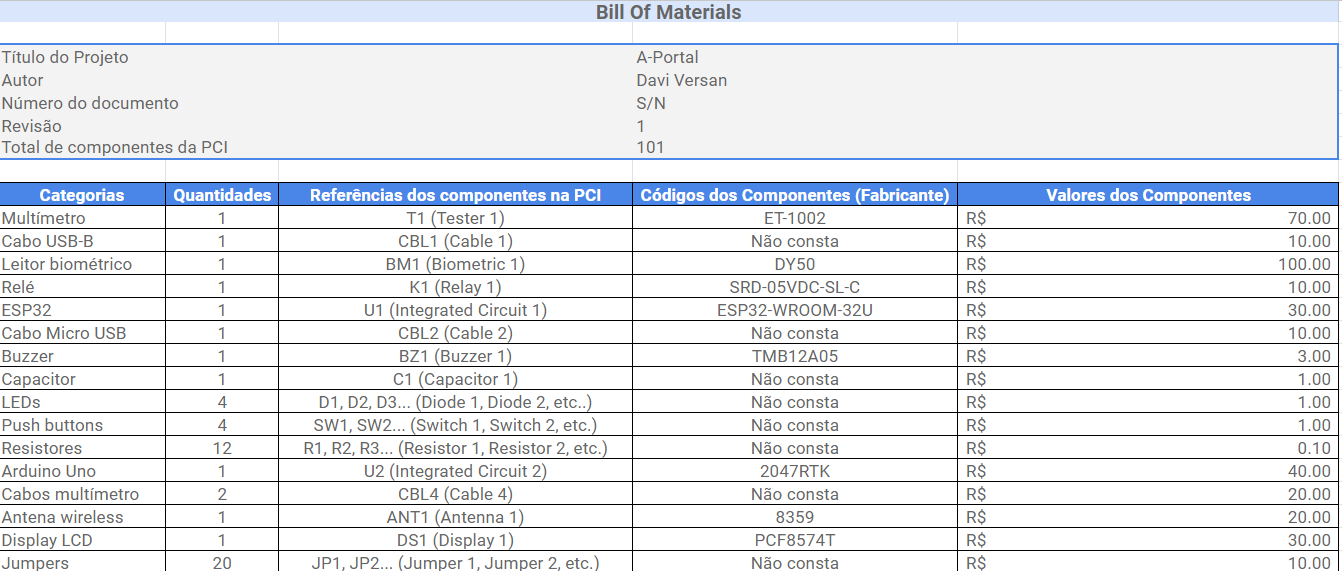 Bill Of Materials
Título do Projeto A-Portal
Autor Davi Versan
Número do documento S/N
Revisão 1
Total de componentes da PCI 101
Categorias Quantidades Referências dos componentes na PCI Códigos dos Componentes (Fabricante) Valores dos Componentes
Multímetro 1 T1 (Tester 1) ET-1002 R$ 70.00
Cabo USB-B 1 CBL1 (Cable 1) Não consta R$ 10.00
Leitor biométrico 1 BM1 (Biometric 1) DY50 R$ 100.00
Relé 1 K1 (Relay 1) SRD-05VDC-SL-C R$ 10.00
ESP32 1 U1 (Integrated Circuit 1) ESP32-WROOM-32U R$ 30.00
Cabo Micro USB 1 CBL2 (Cable 2) Não consta R$ 10.00
Buzzer 1 BZ1 (Buzzer 1) TMB12A05 R$ 3.00
Capacitor 1 C1 (Capacitor 1) Não consta R$ 1.00
LEDs 4 D1, D2, D3... (Diode 1, Diode 2, etc..) Não consta R$ 1.00
Push buttons 4 SW1, SW2... (Switch 1, Switch 2, etc.) Não consta R$ 1.00
Resistores 12 R1, R2, R3... (Resistor 1, Resistor 2, etc.) Não consta R$ 0.10
Arduino Uno 1 U2 (Integrated Circuit 2) 2047RTK R$ 40.00
Cabos multímetro 2 CBL4 (Cable 4) Não consta R$ 20.00
Antena wireless 1 ANT1 (Antenna 1) 8359 R$ 20.00
Display LCD 1 DS1 (Display 1) PCF8574T R$ 30.00
Jumpers 20 JP1, JP2... (Jumper 1, Jumper 2, etc.) Não consta R$ 10.00